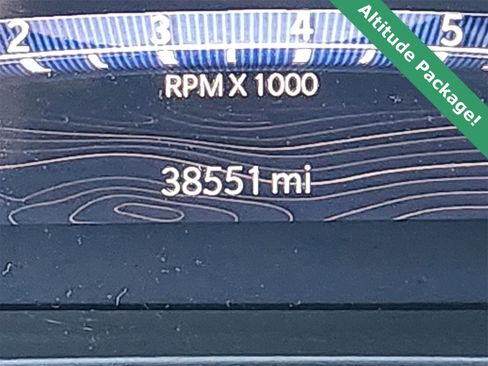 2 3 4 5
Altitude Package!
RPM X 1000
38551 mi